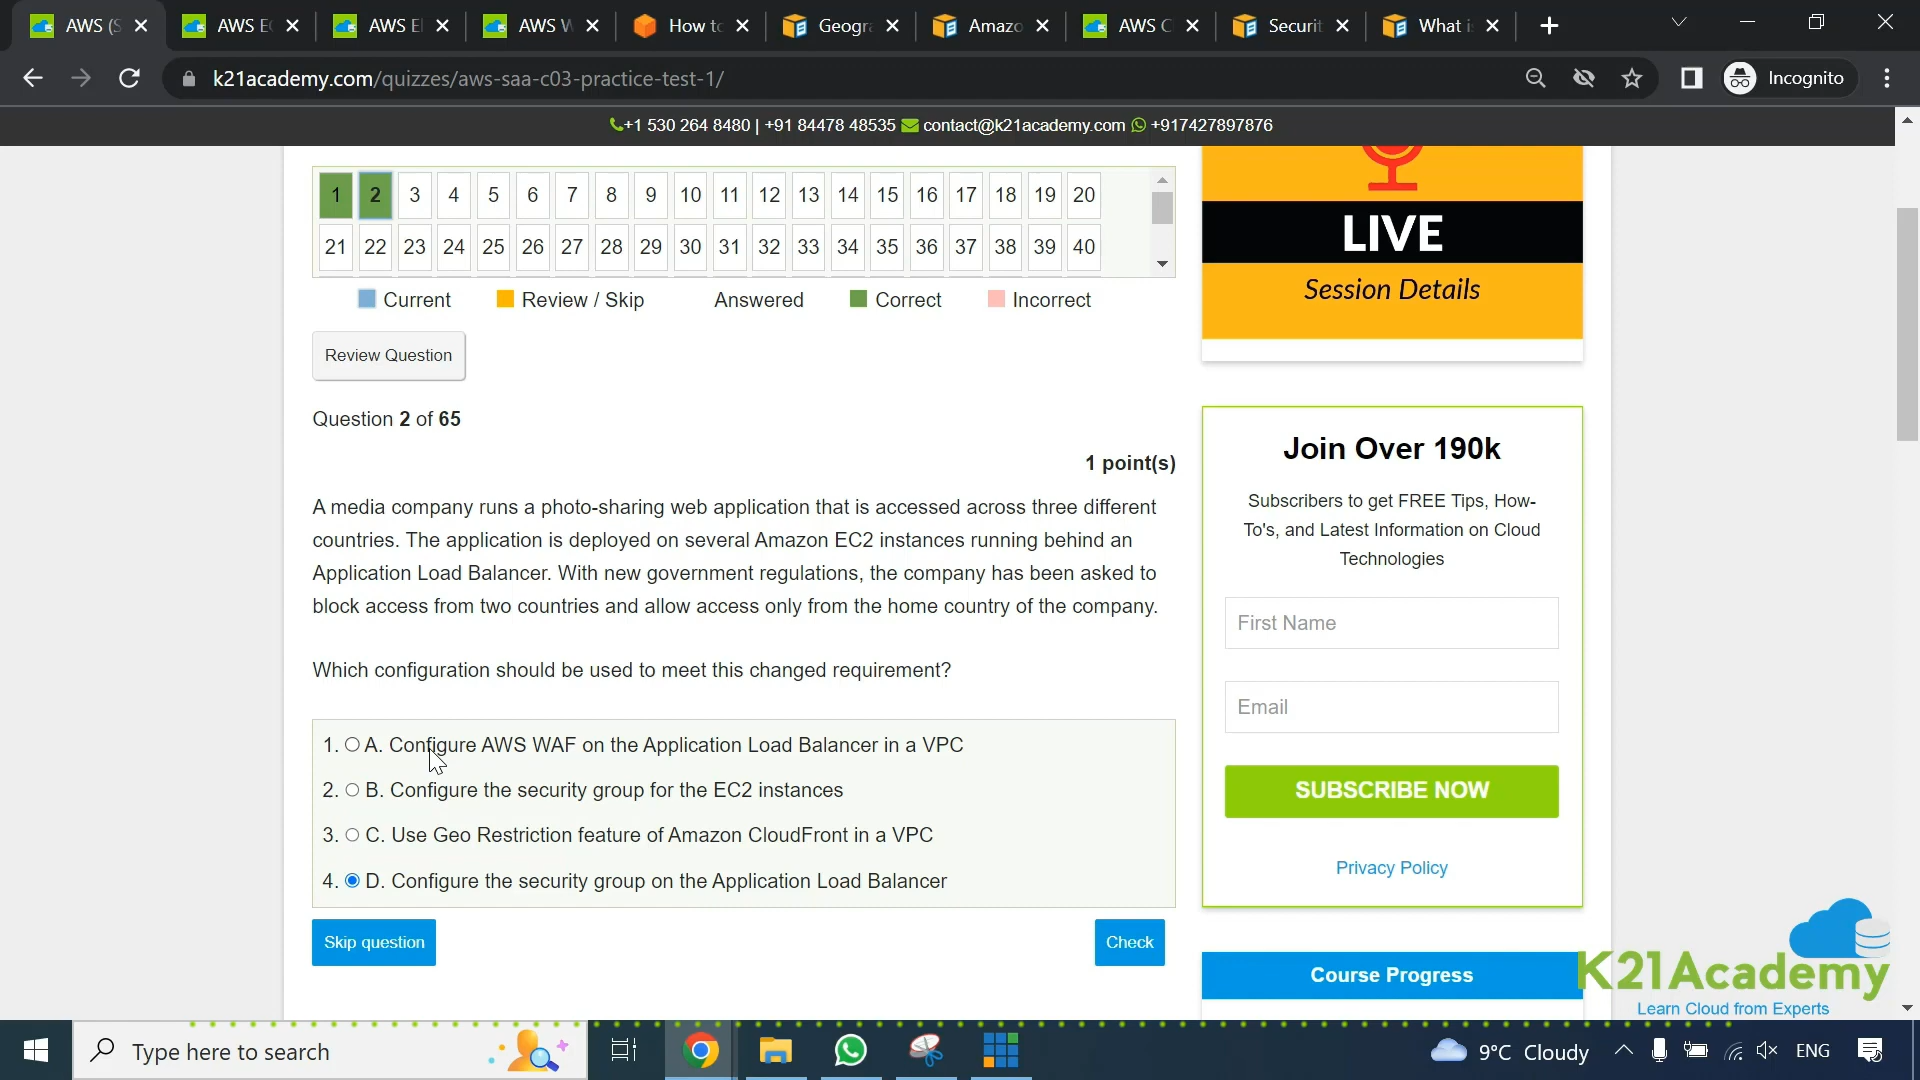 AWS (S
AWS E
AWS El
AWS W
How to
Geogr
Amazo
AWS C
Securit
What i
k21academy.com/quizzes/aws-saa-c03-practice-test-1/
Incognito
+1 530 264 8480 | +91 84478 48535 contact@k21academy.com +917427897876
1 2 3 4 5 6 7 8 9 10 11 12 13 14 15 16 17 18 19 20
21 22 23 24 25 26 27 28 29 30 31 32 33 34 35 36 37 38 39 40
Current Review / Skip Answered Correct Incorrect
Review Question
Question 2 of 65
1 point(s)
A media company runs a photo-sharing web application that is accessed across three different
countries. The application is deployed on several Amazon EC2 instances running behind an
Application Load Balancer. With new government regulations, the company has been asked to
block access from two countries and allow access only from the home country of the company.
Which configuration should be used to meet this changed requirement?
1. A. Configure AWS WAF on the Application Load Balancer in a VPC
2. B. Configure the security group for the EC2 instances
3. C. Use Geo Restriction feature of Amazon CloudFront in a VPC
4. D. Configure the security group on the Application Load Balancer
Skip question
Check
LIVE
Session Details
Join Over 190k
Subscribers to get FREE Tips, How-
To's, and Latest Information on Cloud
Technologies
First Name
Email
SUBSCRIBE NOW
Privacy Policy
Course Progress
K21Academy
Learn Cloud from Experts
Type here to search
9°C Cloudy
ENG